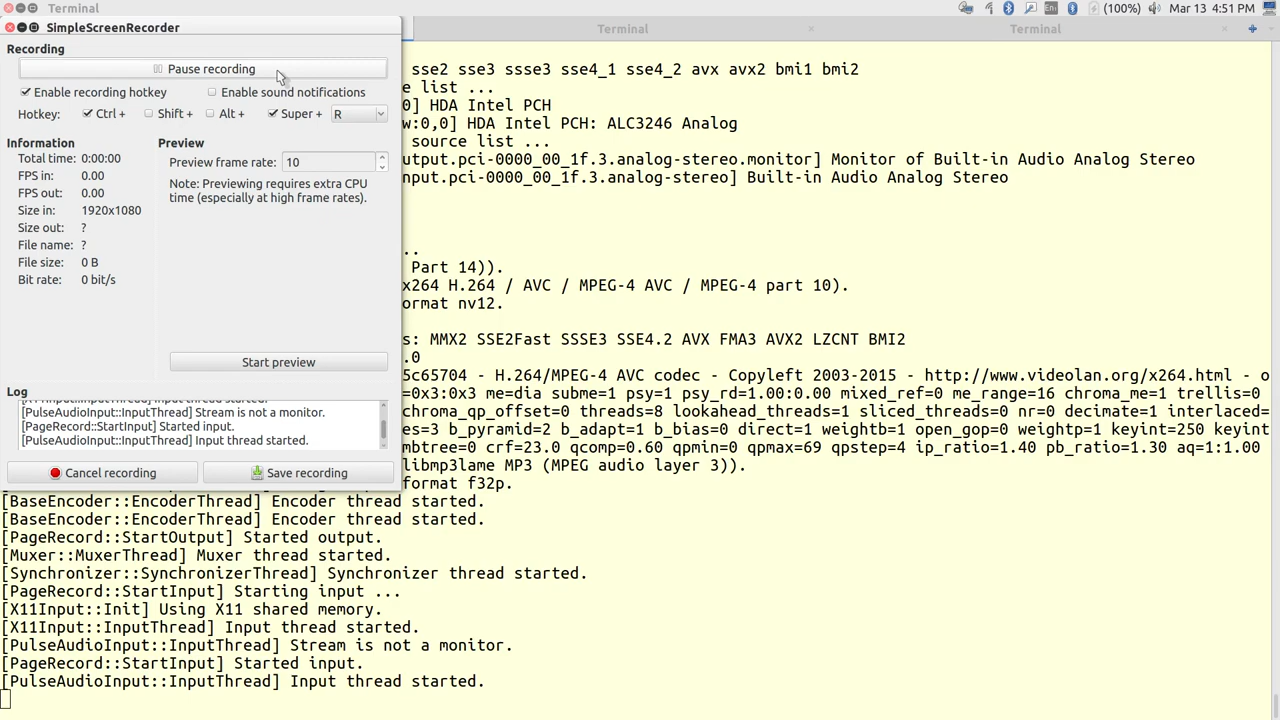 Terminal
En
(100%)
Mar 13 4:51 PM
SimpleScreenRecorder
Terminal
Terminal
Recording
Pause recording
Enable recording hotkey
Enable sound notifications
Hotkey:
Ctrl +
Shift +
Alt +
Super +
R
Information
Total time: 0:00:00
FPS in: 0.00
FPS out: 0.00
Size in: 1920x1080
Size out: ?
File name: ?
File size: 0 B
Bit rate: 0 bit/s
Preview
Preview frame rate: 10
Note: Previewing requires extra CPU
time (especially at high frame rates).
Start preview
Log
[PulseAudioInput::InputThread] Stream is not a monitor.
[PageRecord::StartInput] Started input.
[PulseAudioInput::InputThread] Input thread started.
Cancel recording
Save recording
sse2 sse3 ssse3 sse4_1 sse4_2 avx avx2 bmi1 bmi2
e list ...
0] HDA Intel PCH
w:0,0] HDA Intel PCH: ALC3246 Analog
source list ...
utput.pci-0000_00_1f.3.analog-stereo.monitor] Monitor of Built-in Audio Analog Stereo
nput.pci-0000_00_1f.3.analog-stereo] Built-in Audio Analog Stereo
..
Part 14)).
x264 H.264 / AVC / MPEG-4 AVC / MPEG-4 part 10).
ormat nv12.
s: MMX2 SSE2Fast SSSE3 SSE4.2 AVX FMA3 AVX2 LZCNT BMI2
.0
5c65704 - H.264/MPEG-4 AVC codec - Copyleft 2003-2015 - http://www.videolan.org/x264.html - o
=0x3:0x3 me=dia subme=1 psy=1 psy_rd=1.00:0.00 mixed_ref=0 me_range=16 chroma_me=1 trellis=0
chroma_qp_offset=0 threads=8 lookahead_threads=1 sliced_threads=0 nr=0 decimate=1 interlaced=
es=3 b_pyramid=2 b_adapt=1 b_bias=0 direct=1 weightb=1 open_gop=0 weightp=1 keyint=250 keyint
mbtree=0 crf=23.0 qcomp=0.60 qpmin=0 qpmax=69 qpstep=4 ip_ratio=1.40 pb_ratio=1.30 aq=1:1.00
libmp3lame MP3 (MPEG audio layer 3)).
format f32p.
[BaseEncoder::EncoderThread] Encoder thread started.
[BaseEncoder::EncoderThread] Encoder thread started.
[PageRecord::StartOutput] Started output.
[Muxer::MuxerThread] Muxer thread started.
[Synchronizer::SynchronizerThread] Synchronizer thread started.
[PageRecord::StartInput] Starting input ...
[X11Input::Init] Using X11 shared memory.
[X11Input::InputThread] Input thread started.
[PulseAudioInput::InputThread] Stream is not a monitor.
[PageRecord::StartInput] Started input.
[PulseAudioInput::InputThread] Input thread started.